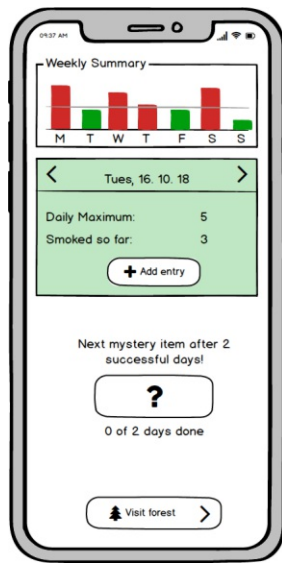 09:37 AM
Weekly Summary
M T W T F S S
Tues, 16. 10. 18
Daily Maximum: 5
Smoked so far: 3
Add entry
Next mystery item after 2
successful days!
?
0 of 2 days done
Visit forest